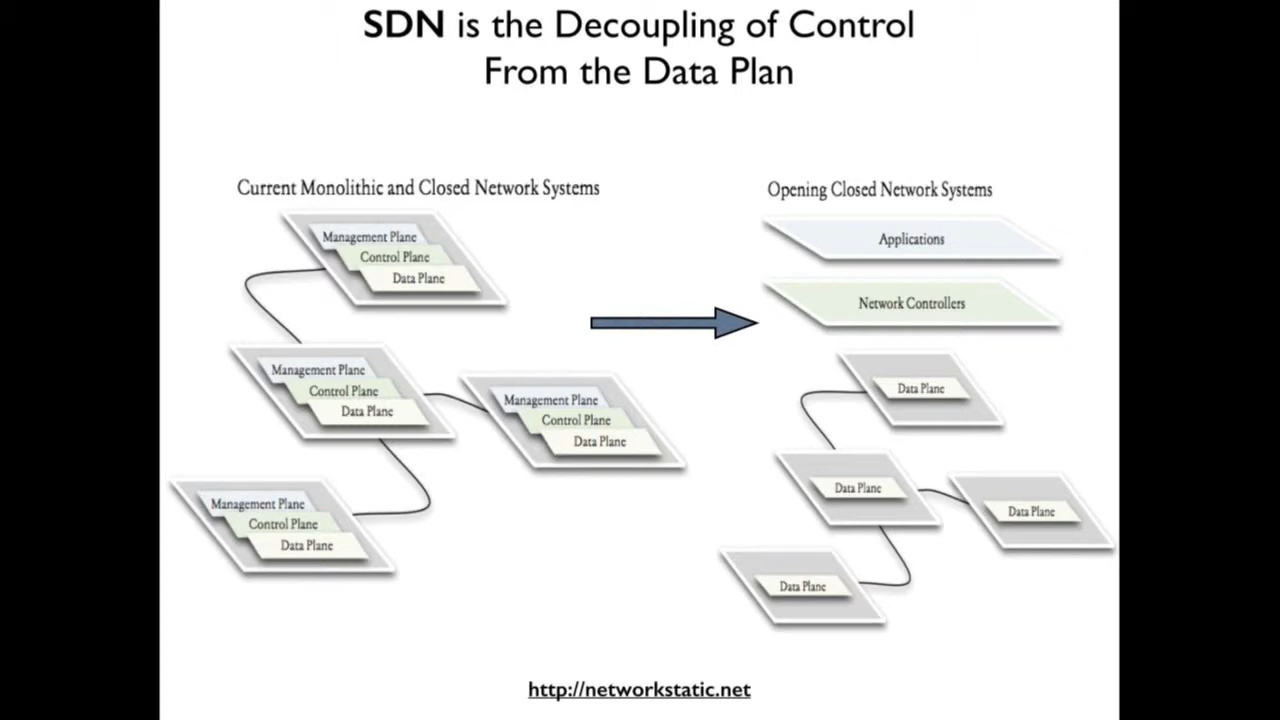 SDN is the Decoupling of Control
From the Data Plan
Current Monolithic and Closed Network Systems
Management Plane
Control Plane
Data Plane
Management Plane
Control Plane
Data Plane
Management Plane
Control Plane
Data Plane
Management Plane
Control Plane
Data Plane
Opening Closed Network Systems
Applications
Network Controllers
Data Plane
Data Plane
Data Plane
Data Plane
http://networkstatic.net